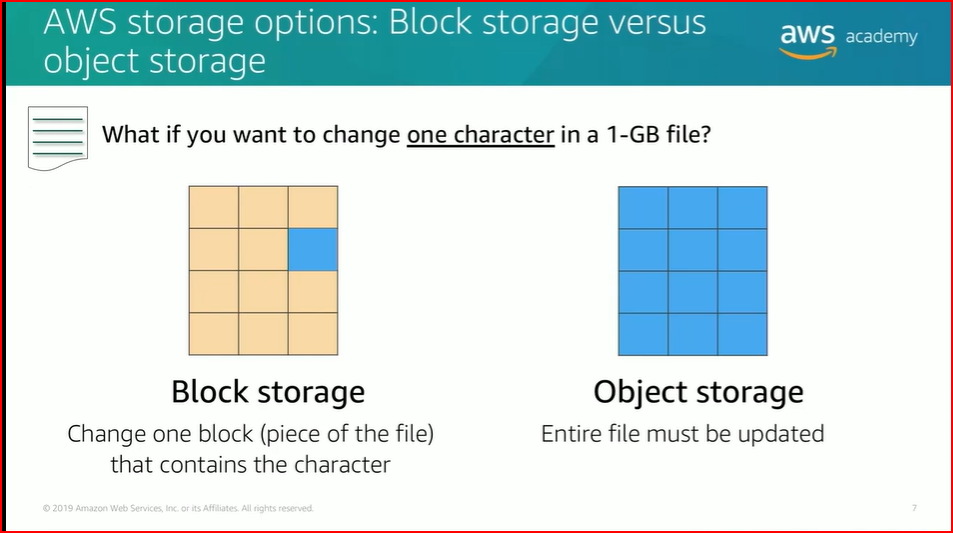 AWS storage options: Block storage versus
object storage
aws academy
What if you want to change one character in a 1-GB file?
Block storage
Change one block (piece of the file)
that contains the character
Object storage
Entire file must be updated
© 2019 Amazon Web Services, Inc. or its Affiliates. All rights reserved.
7